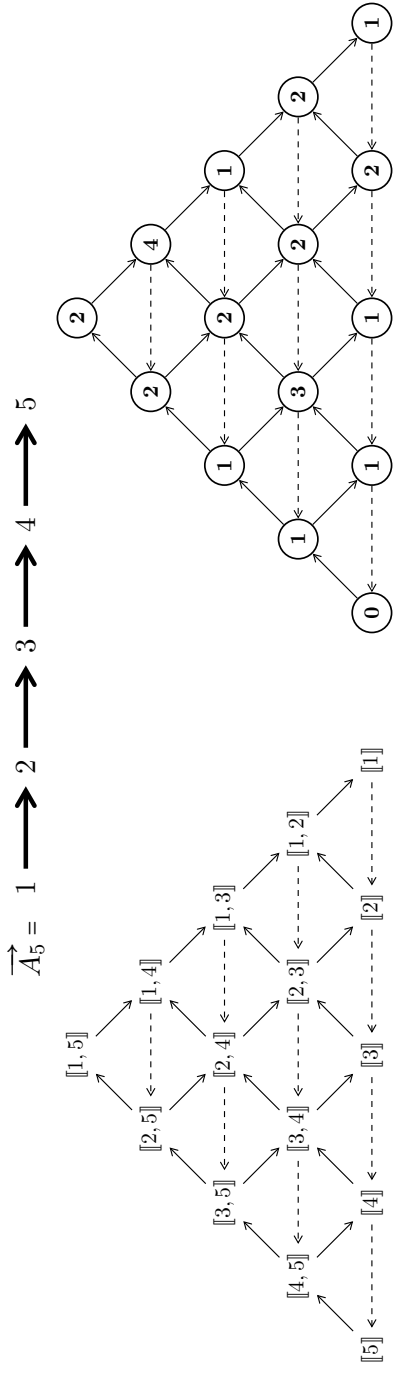 A⃗₅ = 1 → 2 → 3 → 4 → 5
⟦1, 5⟧
⟦2, 5⟧ ⟦1, 4⟧
⟦3, 5⟧ ⟦2, 4⟧ ⟦1, 3⟧
⟦4, 5⟧ ⟦3, 4⟧ ⟦2, 3⟧ ⟦1, 2⟧
⟦5⟧ ⟦4⟧ ⟦3⟧ ⟦2⟧ ⟦1⟧
2
2 4
1 2 1
1 3 2 2
0 1 1 2 1